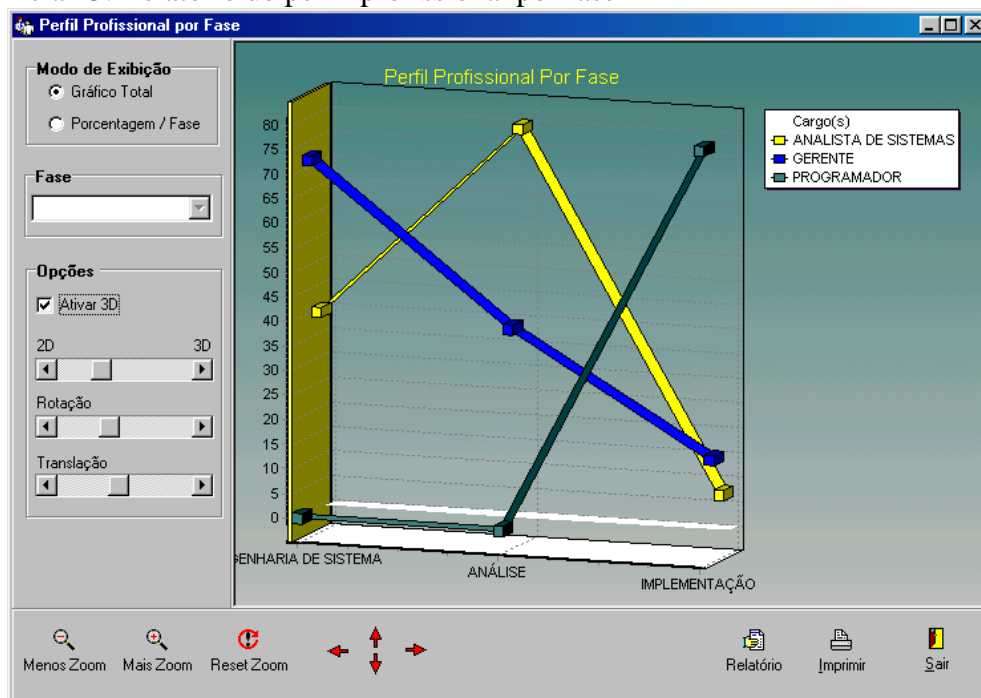 Perfil Profissional por Fase
Modo de Exibição
Gráfico Total
Porcentagem / Fase
Fase
Opções
Ativar 3D
2D 3D
Rotação
Translação
Perfil Profissional Por Fase
80
75
70
65
60
55
50
45
40
35
30
25
20
15
10
5
0
GENHARIA DE SISTEMA
ANÁLISE
IMPLEMENTAÇÃO
Cargo(s)
ANALISTA DE SISTEMAS
GERENTE
PROGRAMADOR
Menos Zoom Mais Zoom Reset Zoom Relatório Imprimir Sair